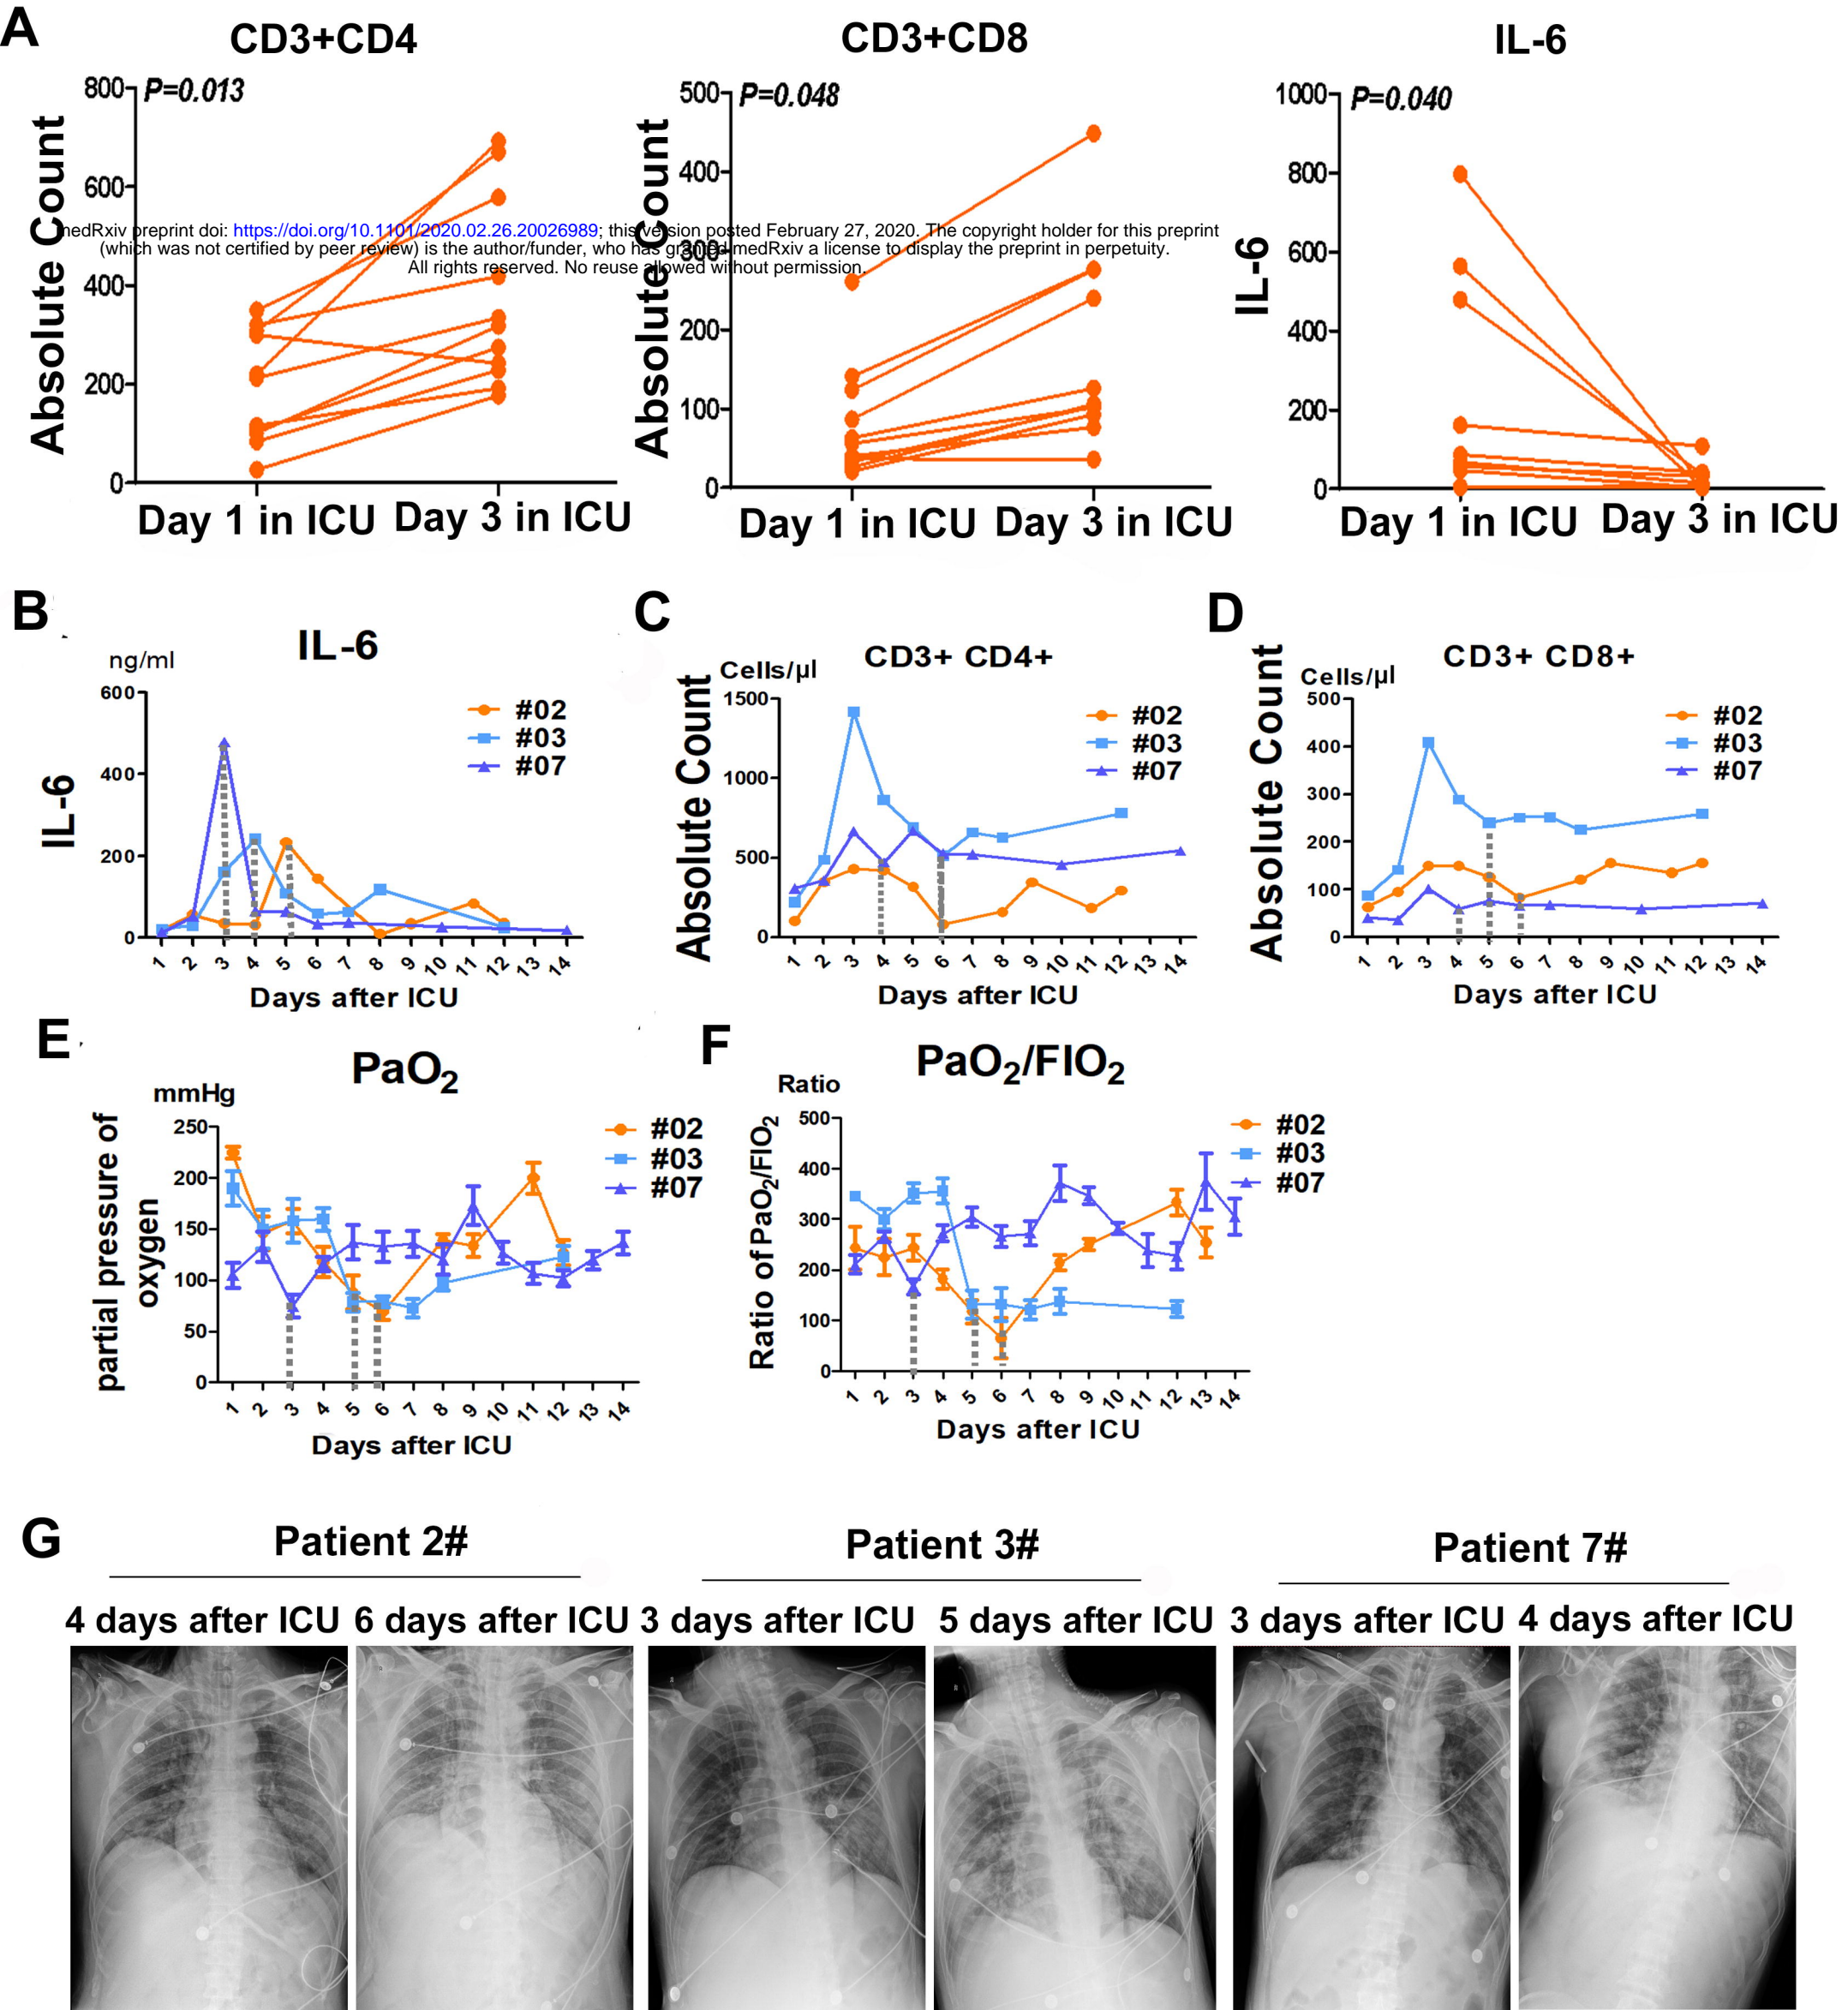 A
CD3+CD4
CD3+CD8
IL-6
Absolute Count
800
600
400
200
0
P=0.013
Day 1 in ICU
Day 3 in ICU
Absolute Count
500
400
300
200
100
0
P=0.048
Day 1 in ICU
Day 3 in ICU
IL-6
1000
800
600
400
200
0
P=0.040
Day 1 in ICU
Day 3 in ICU
medRxiv preprint doi: https://doi.org/10.1101/2020.02.26.20026989; this version posted February 27, 2020. The copyright holder for this preprint
(which was not certified by peer review) is the author/funder, who has granted medRxiv a license to display the preprint in perpetuity.
All rights reserved. No reuse allowed without permission.
B
IL-6
ng/ml
IL-6
600
400
200
0
#02
#03
#07
1 2 3 4 5 6 7 8 9 10 11 12 13 14
Days after ICU
C
CD3+ CD4+
Cells/µl
Absolute Count
1500
1000
500
0
#02
#03
#07
1 2 3 4 5 6 7 8 9 10 11 12 13 14
Days after ICU
D
CD3+ CD8+
Cells/µl
Absolute Count
500
400
300
200
100
0
#02
#03
#07
1 2 3 4 5 6 7 8 9 10 11 12 13 14
Days after ICU
E
PaO2
mmHg
partial pressure of
oxygen
250
200
150
100
50
0
#02
#03
#07
1 2 3 4 5 6 7 8 9 10 11 12 13 14
Days after ICU
F
PaO2/FIO2
Ratio
Ratio of PaO2/FIO2
500
400
300
200
100
0
#02
#03
#07
1 2 3 4 5 6 7 8 9 10 11 12 13 14
Days after ICU
G
Patient 2#
Patient 3#
Patient 7#
4 days after ICU
6 days after ICU
3 days after ICU
5 days after ICU
3 days after ICU
4 days after ICU